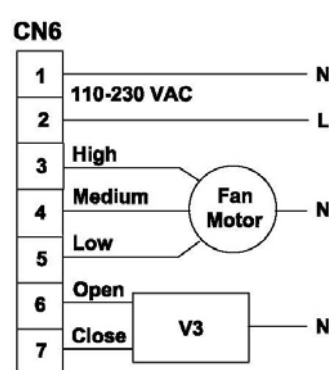 CN6
1 N
110-230 VAC
2 L
3 High
4 Medium Fan Motor N
5 Low
6 Open
V3 N
7 Close